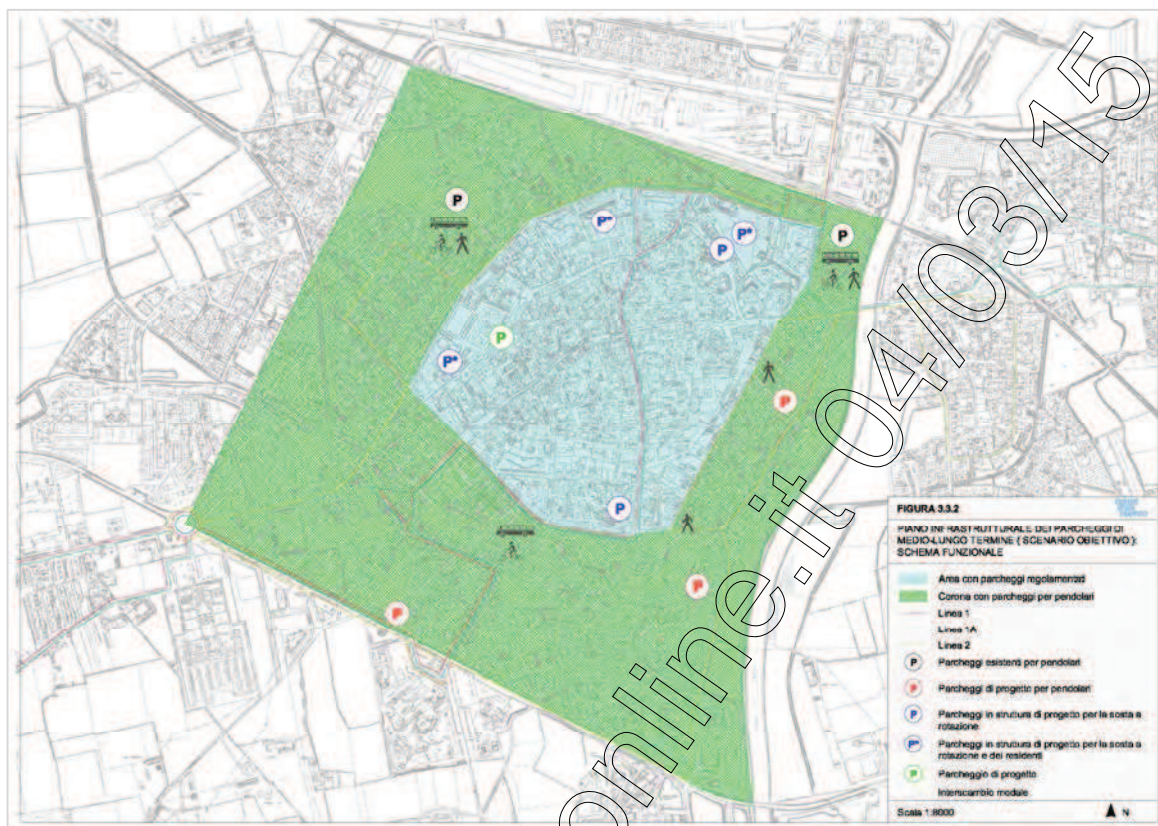 P
P*
P*
P
P
P
P*
P
P
P
P
P
online.it 04/03/15
FIGURA 3.3.2
PIANO INFRASTRUTTURALE DEI PARCHEGGI DI
MEDIO-LUNGO TERMINE ( SCENARIO OBIETTIVO ):
SCHEMA FUNZIONALE
Area con parcheggi regolamentati
Corona con parcheggi per pendolari
Linea 1
Linea 1A
Linea 2
P Parcheggi esistenti per pendolari
P Parcheggi di progetto per pendolari
P Parcheggi in struttura di progetto per la sosta a
rotazione
P* Parcheggi in struttura di progetto per la sosta a
rotazione e dei residenti
P Parcheggio di progetto
Interscambio modale
Scala 1:8000
N